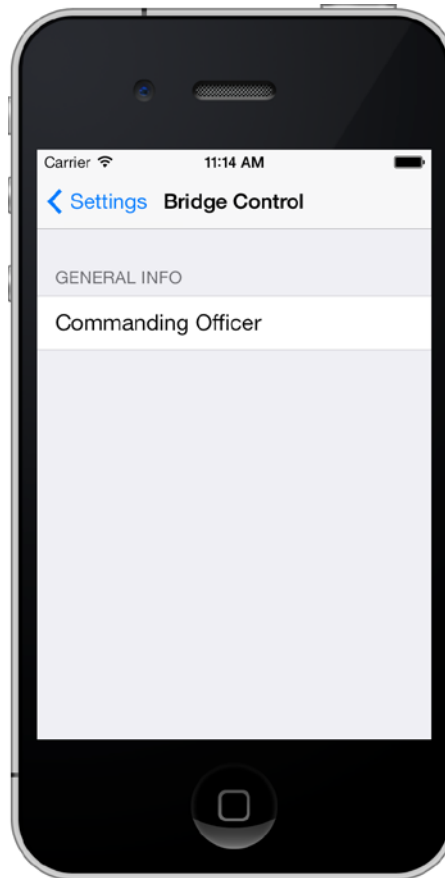 Carrier 11:14 AM
Settings Bridge Control
GENERAL INFO
Commanding Officer